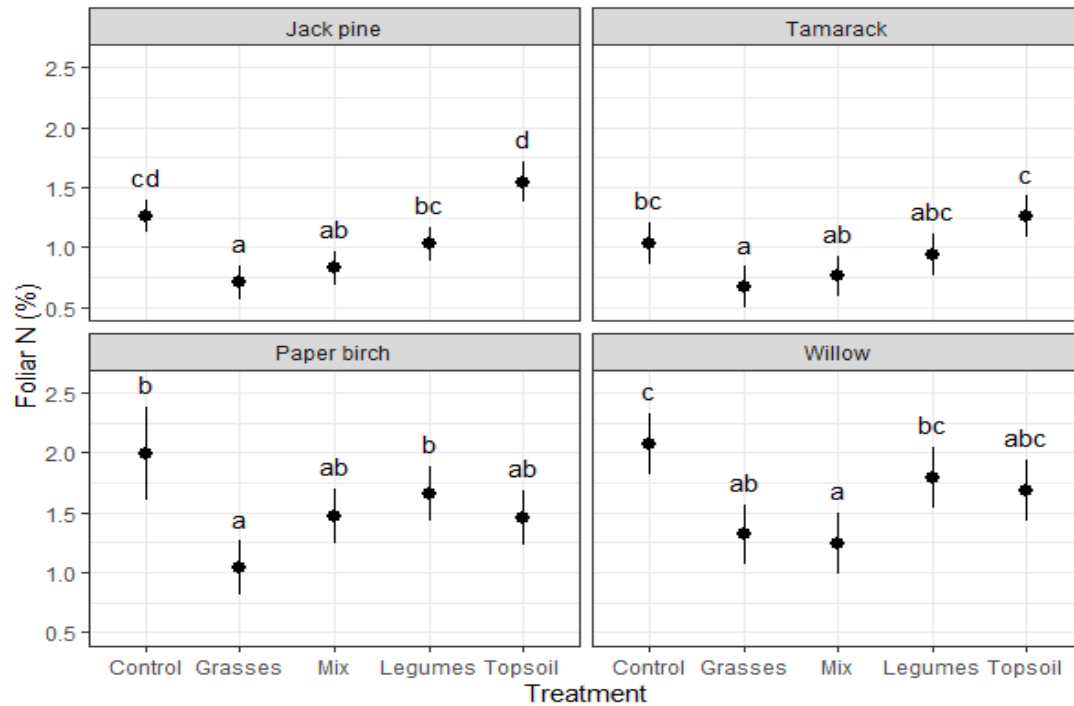 Jack pine
Tamarack
2.5
2.0
1.5
1.0
0.5
cd
a
ab
bc
d
bc
a
ab
abc
c
Foliar N (%)
Paper birch
Willow
2.5
2.0
1.5
1.0
0.5
b
a
ab
b
ab
c
ab
a
bc
abc
Control Grasses Mix Legumes Topsoil
Control Grasses Mix Legumes Topsoil
Treatment